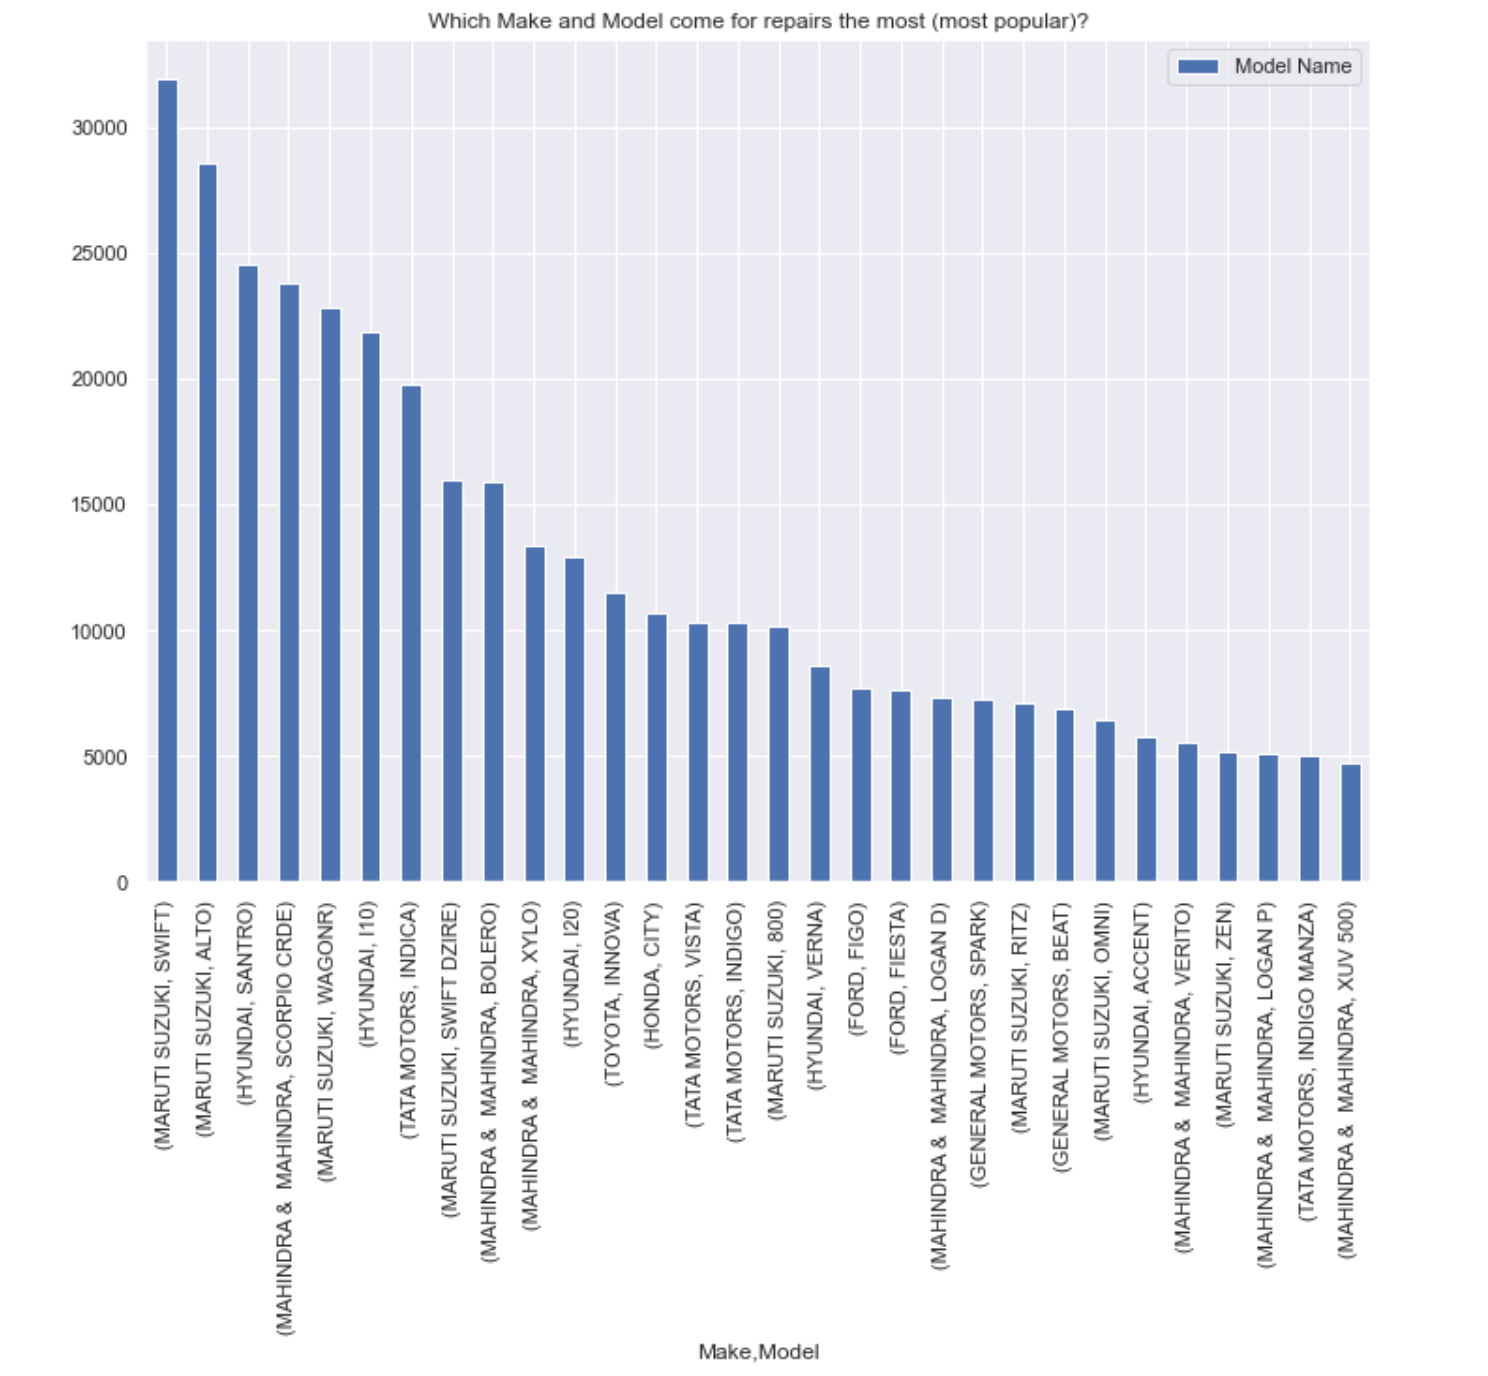 Which Make and Model come for repairs the most (most popular)?
Model Name
30000
25000
20000
15000
10000
5000
0
(MARUTI SUZUKI, SWIFT)
(MARUTI SUZUKI, ALTO)
(HYUNDAI, SANTRO)
(MAHINDRA &  MAHINDRA, SCORPIO CRDE)
(MARUTI SUZUKI, WAGONR)
(HYUNDAI, I10)
(TATA MOTORS, INDICA)
(MARUTI SUZUKI, SWIFT DZIRE)
(MAHINDRA &  MAHINDRA, BOLERO)
(MAHINDRA &  MAHINDRA, XYLO)
(HYUNDAI, I20)
(TOYOTA, INNOVA)
(HONDA, CITY)
(TATA MOTORS, VISTA)
(TATA MOTORS, INDIGO)
(MARUTI SUZUKI, 800)
(HYUNDAI, VERNA)
(FORD, FIGO)
(FORD, FIESTA)
(MAHINDRA &  MAHINDRA, LOGAN D)
(GENERAL MOTORS, SPARK)
(MARUTI SUZUKI, RITZ)
(GENERAL MOTORS, BEAT)
(MARUTI SUZUKI, OMNI)
(HYUNDAI, ACCENT)
(MAHINDRA &  MAHINDRA, VERITO)
(MARUTI SUZUKI, ZEN)
(MAHINDRA &  MAHINDRA, LOGAN P)
(TATA MOTORS, INDIGO MANZA)
(MAHINDRA &  MAHINDRA, XUV 500)
Make,Model